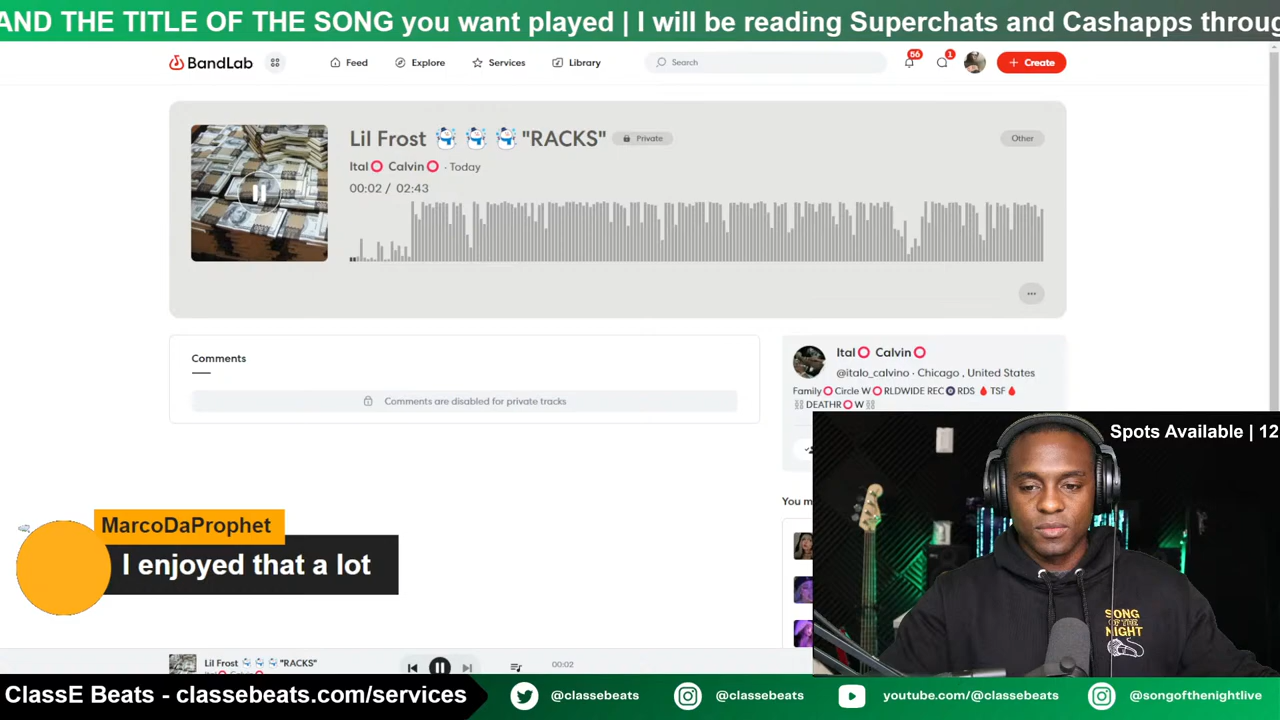 AND THE TITLE OF THE SONG you want played | I will be reading Superchats and Cashapps throug
BandLab
Feed
Explore
Services
Library
Search
56
1
+ Create
Lil Frost ☃️ ☃️ ☃️ "RACKS"
Private
Other
Ital⭕ Calvin⭕ · Today
00:02 / 02:43
Comments
Comments are disabled for private tracks
Ital⭕ Calvin⭕
@italo_calvino · Chicago , United States
Family⭕ Circle W⭕ RLDWIDE REC RDS 🩸 TSF🩸
⛓ DEATHR⭕ W⛓
You m
Spots Available | 12
MarcoDaProphet
I enjoyed that a lot
SONG
OF THE
NIGHT
Lil Frost ☃️ ☃️ ☃️ "RACKS"
00:02
ClassE Beats - classebeats.com/services
@classebeats
@classebeats
youtube.com/@classebeats
@songofthenightlive